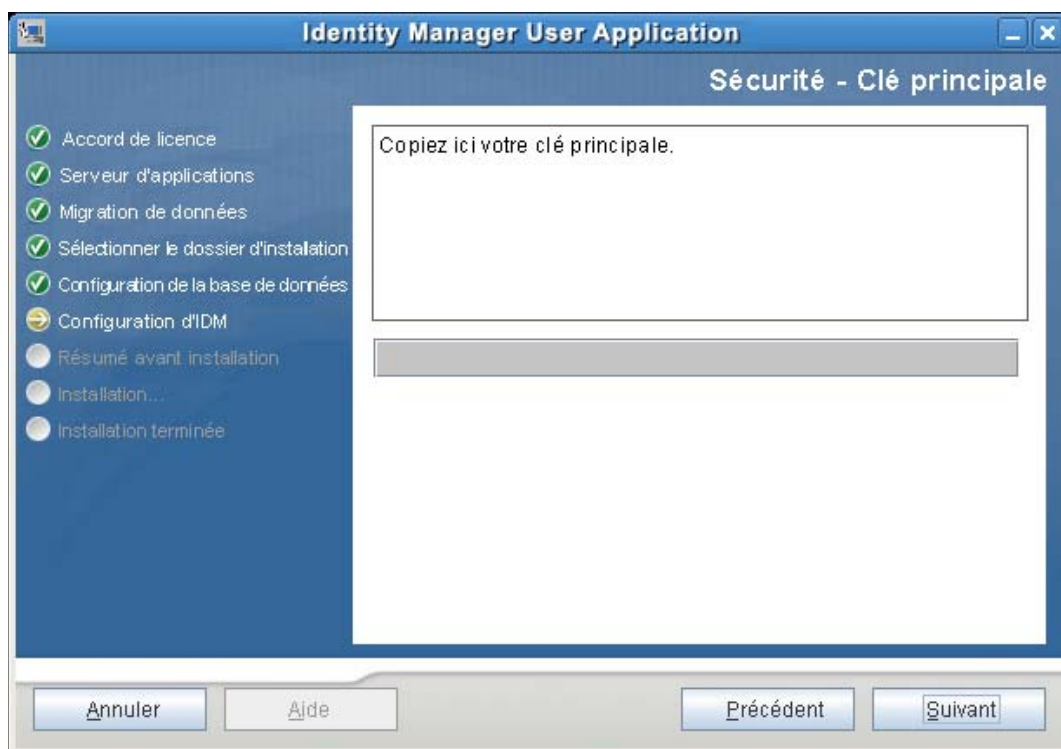 Identity Manager User Application
Sécurité - Clé principale
Accord de licence
Serveur d'applications
Migration de données
Sélectionner le dossier d'installation
Configuration de la base de données
Configuration d'IDM
Résumé avant installation
Installation...
Installation terminée
Copiez ici votre clé principale.
Annuler
Aide
Précédent
Suivant